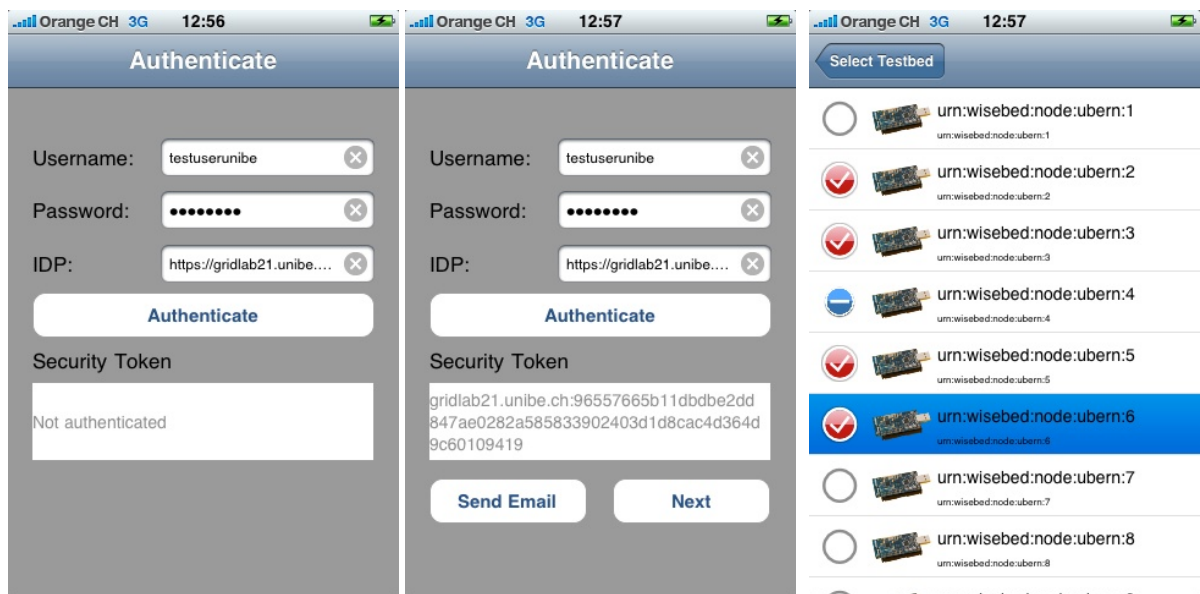 Orange CH 3G 12:56
Authenticate
Username: testuserunibe
Password: ••••••••
IDP: https://gridlab21.unibe....
Authenticate
Security Token
Not authenticated
Orange CH 3G 12:57
Authenticate
Username: testuserunibe
Password: ••••••••
IDP: https://gridlab21.unibe....
Authenticate
Security Token
gridlab21.unibe.ch:96557665b11dbdbe2dd
847ae0282a585833902403d1d8cac4d364d
9c60109419
Send Email Next
Orange CH 3G 12:57
Select Testbed
urn:wisebed:node:ubern:1
urn:wisebed:node:ubern:1
urn:wisebed:node:ubern:2
urn:wisebed:node:ubern:2
urn:wisebed:node:ubern:3
urn:wisebed:node:ubern:3
urn:wisebed:node:ubern:4
urn:wisebed:node:ubern:4
urn:wisebed:node:ubern:5
urn:wisebed:node:ubern:5
urn:wisebed:node:ubern:6
urn:wisebed:node:ubern:6
urn:wisebed:node:ubern:7
urn:wisebed:node:ubern:7
urn:wisebed:node:ubern:8
urn:wisebed:node:ubern:8